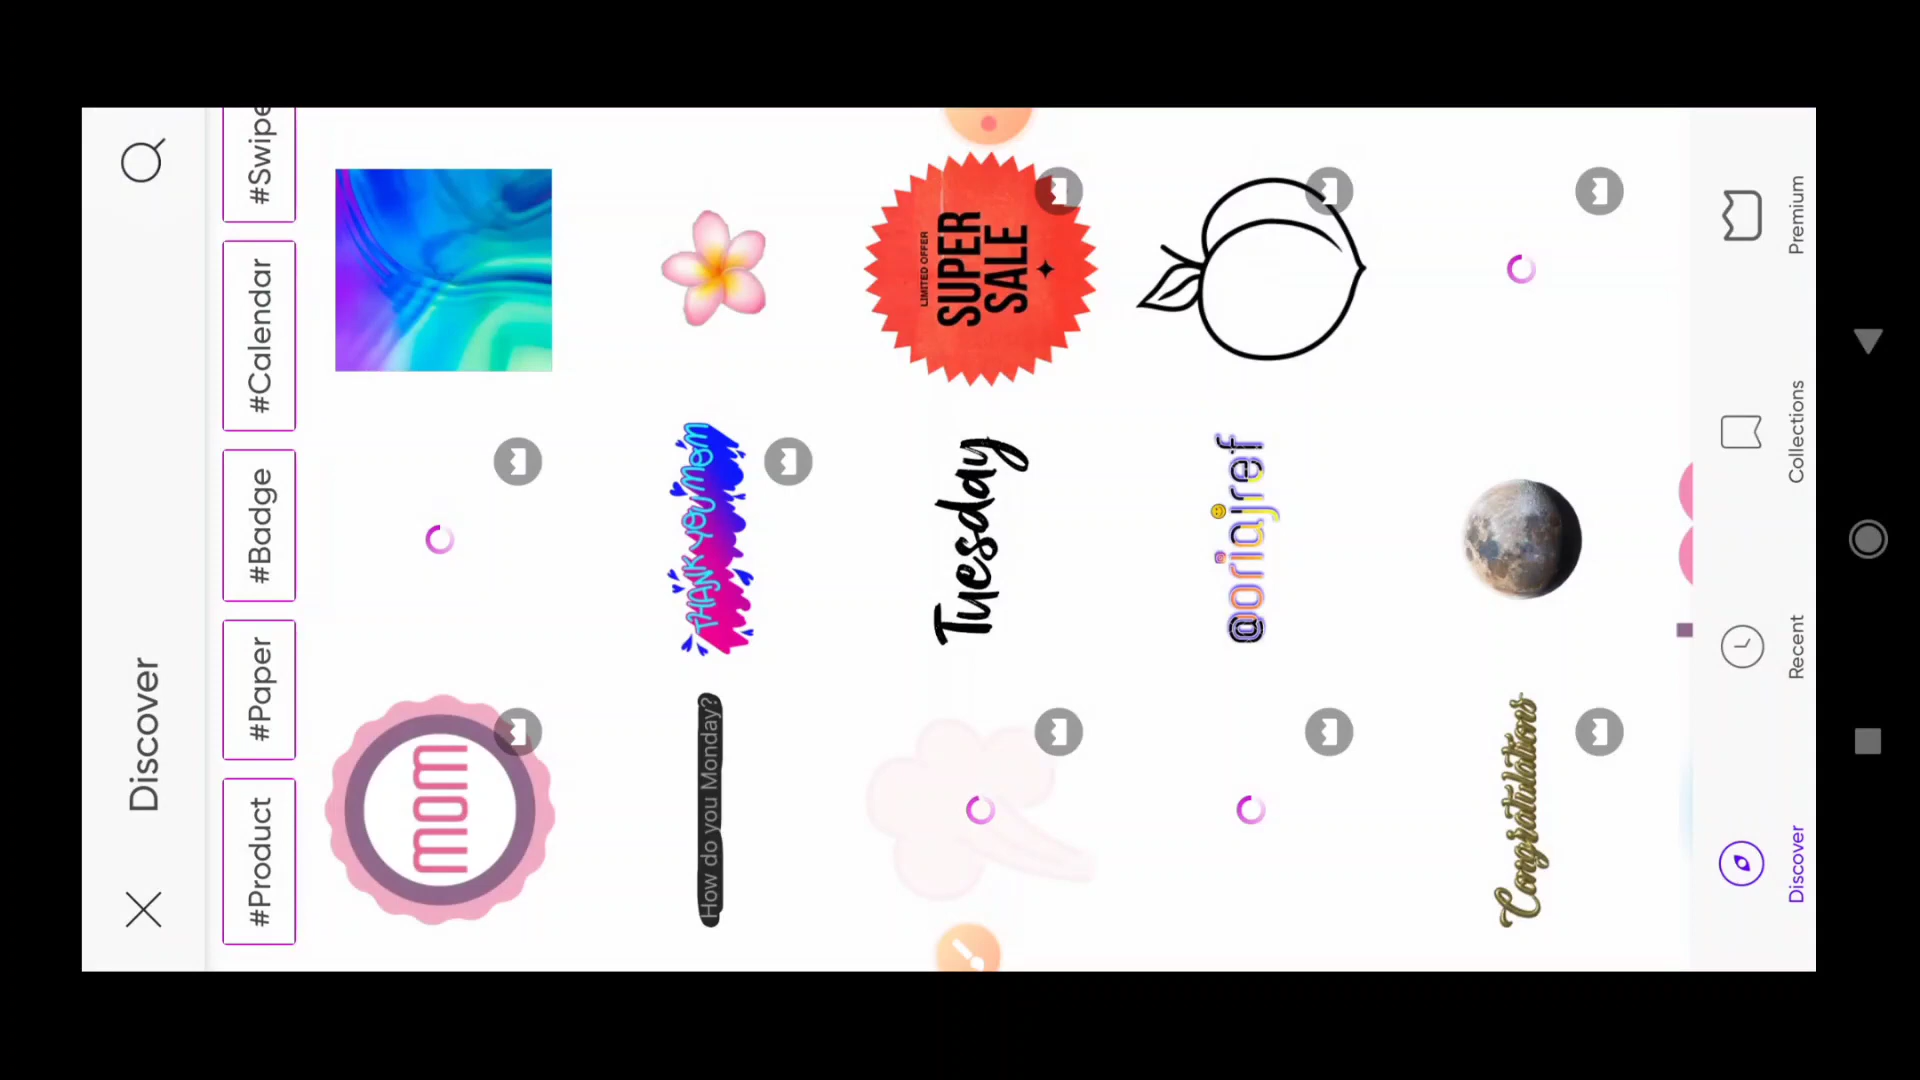 Discover
#Product
#Paper
#Badge
#Calendar
#Swipe
MOM
How do you Monday?
THANK YOU MOM
Tuesday
LIMITED OFFER
SUPER
SALE
@oriajref
Congratulations
Discover
Recent
Collections
Premium